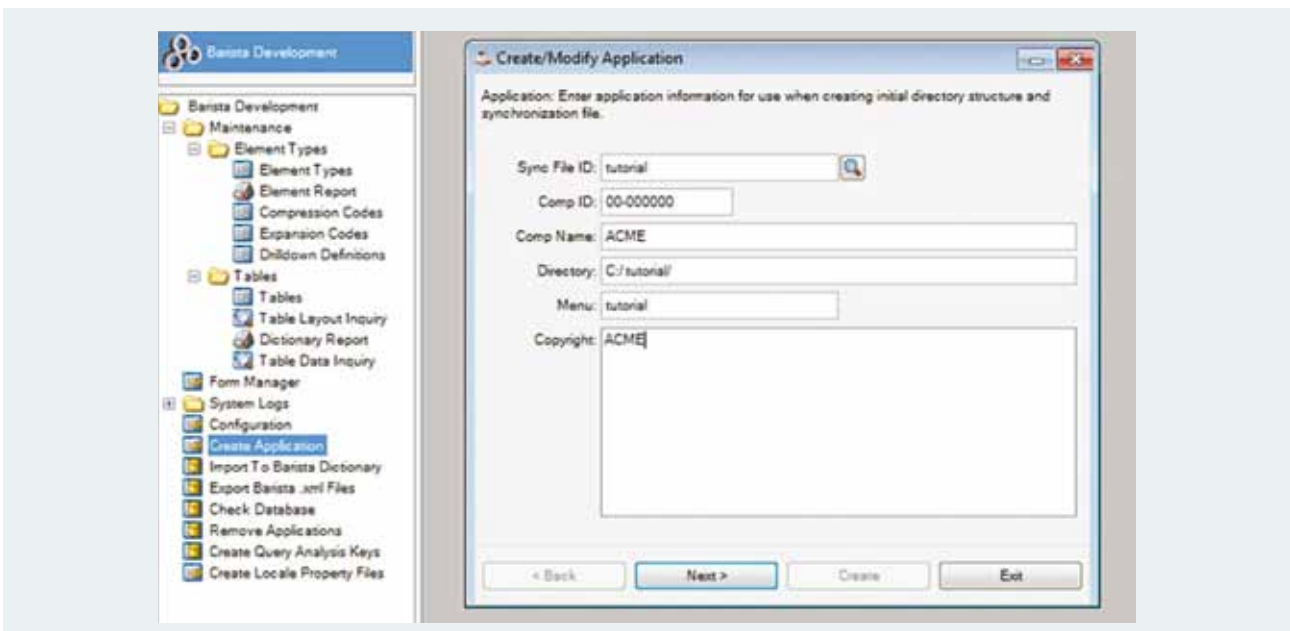 Barista Development
Barista Development
Maintenance
Element Types
Element Types
Element Report
Compression Codes
Expansion Codes
Drilldown Definitions
Tables
Tables
Table Layout Inquiry
Dictionary Report
Table Data Inquiry
Form Manager
System Logs
Configuration
Create Application
Import To Barista Dictionary
Export Barista .xml Files
Check Database
Remove Applications
Create Query Analysis Keys
Create Locale Property Files
Create/Modify Application
Application: Enter application information for use when creating initial directory structure and
synchronization file.
Sync File ID: tutorial
Comp ID: 00-000000
Comp Name: ACME
Directory: C:/tutorial/
Menu: tutorial
Copyright: ACME
< Back Next > Create Exit